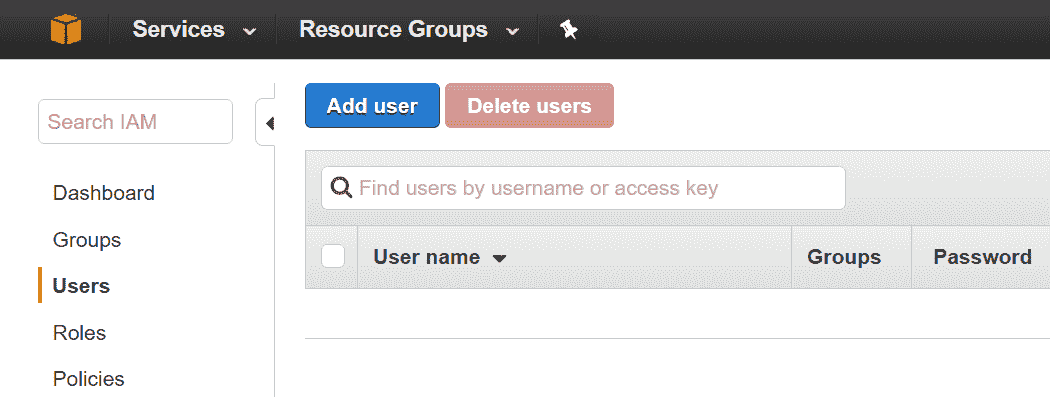 Services Resource Groups
Add user Delete users
Search IAM
Find users by username or access key
Dashboard
Groups
Users
Roles
Policies
User name Groups Password